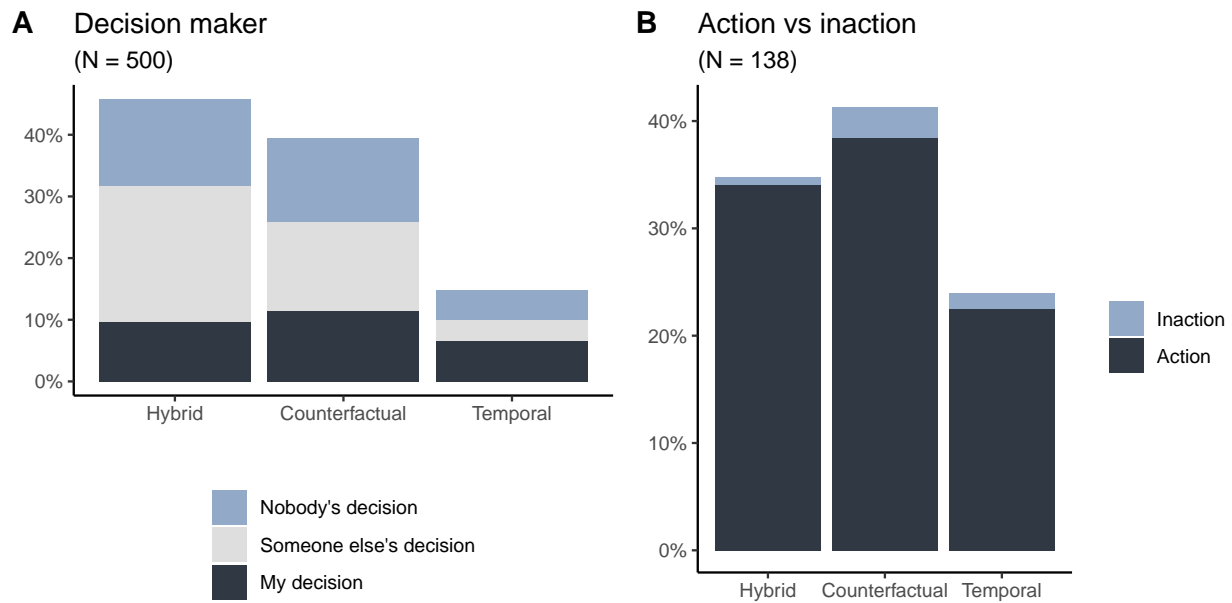 A Decision maker
(N = 500)
40%
30%
20%
10%
0%
Hybrid Counterfactual Temporal
Nobody's decision
Someone else's decision
My decision
B Action vs inaction
(N = 138)
40%
30%
20%
10%
0%
Hybrid Counterfactual Temporal
Inaction
Action